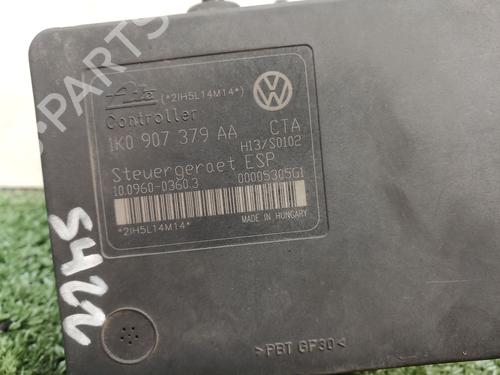 PARTS
Ate (*2IH5L14M14*)
Controller CTA
1K0 907 379 AA H13/S0102
Steuergeraet ESP
10.0960-0360.3 00005305G1
*2IH5L14M14* MADE IN HUNGARY
S422
>PBT GF30<